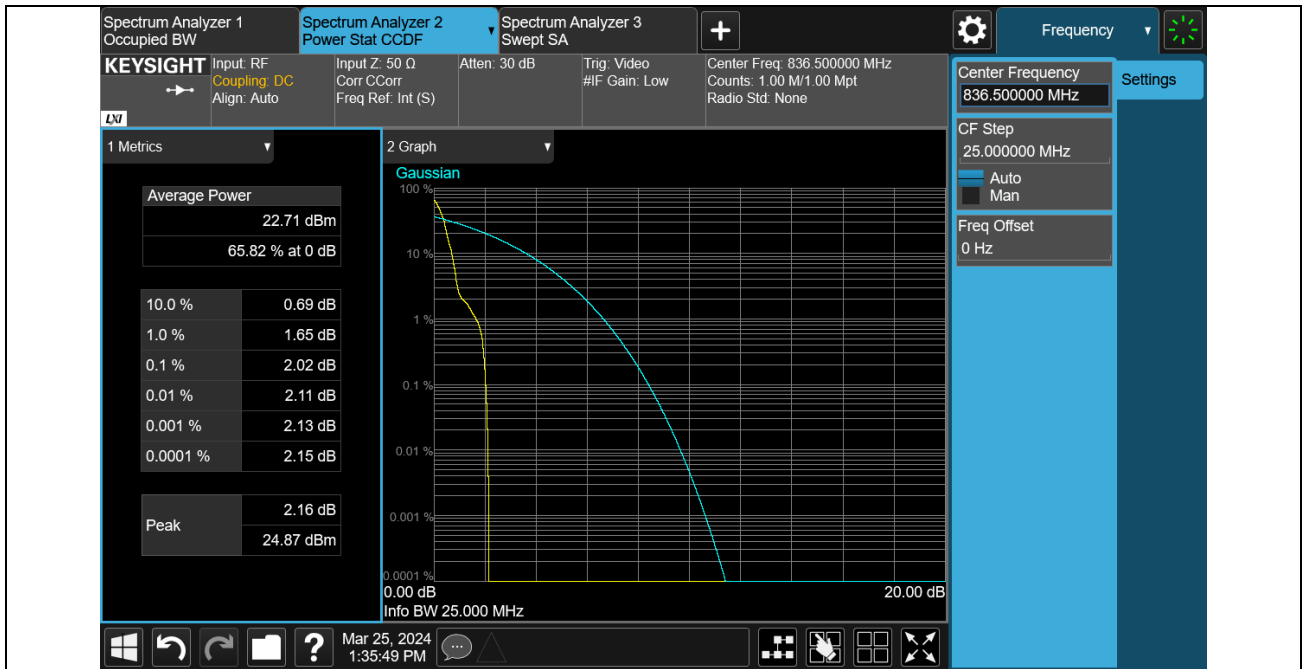 Spectrum Analyzer 1
Occupied BW
Spectrum Analyzer 2
Power Stat CCDF
Spectrum Analyzer 3
Swept SA
Frequency
KEYSIGHT
LXI
Input: RF
Coupling: DC
Align: Auto
Input Z: 50 Ω
Corr CCorr
Freq Ref: Int (S)
Atten: 30 dB
Trig: Video
#IF Gain: Low
Center Freq: 836.500000 MHz
Counts: 1.00 M/1.00 Mpt
Radio Std: None
Center Frequency
836.500000 MHz
Settings
CF Step
25.000000 MHz
Auto
Man
Freq Offset
0 Hz
1 Metrics
Average Power
22.71 dBm
65.82 % at 0 dB
10.0 % 0.69 dB
1.0 % 1.65 dB
0.1 % 2.02 dB
0.01 % 2.11 dB
0.001 % 2.13 dB
0.0001 % 2.15 dB
Peak
2.16 dB
24.87 dBm
2 Graph
Gaussian
100 %
10 %
1 %
0.1 %
0.01 %
0.001 %
0.0001 %
0.00 dB 20.00 dB
Info BW 25.000 MHz
?
Mar 25, 2024
1:35:49 PM